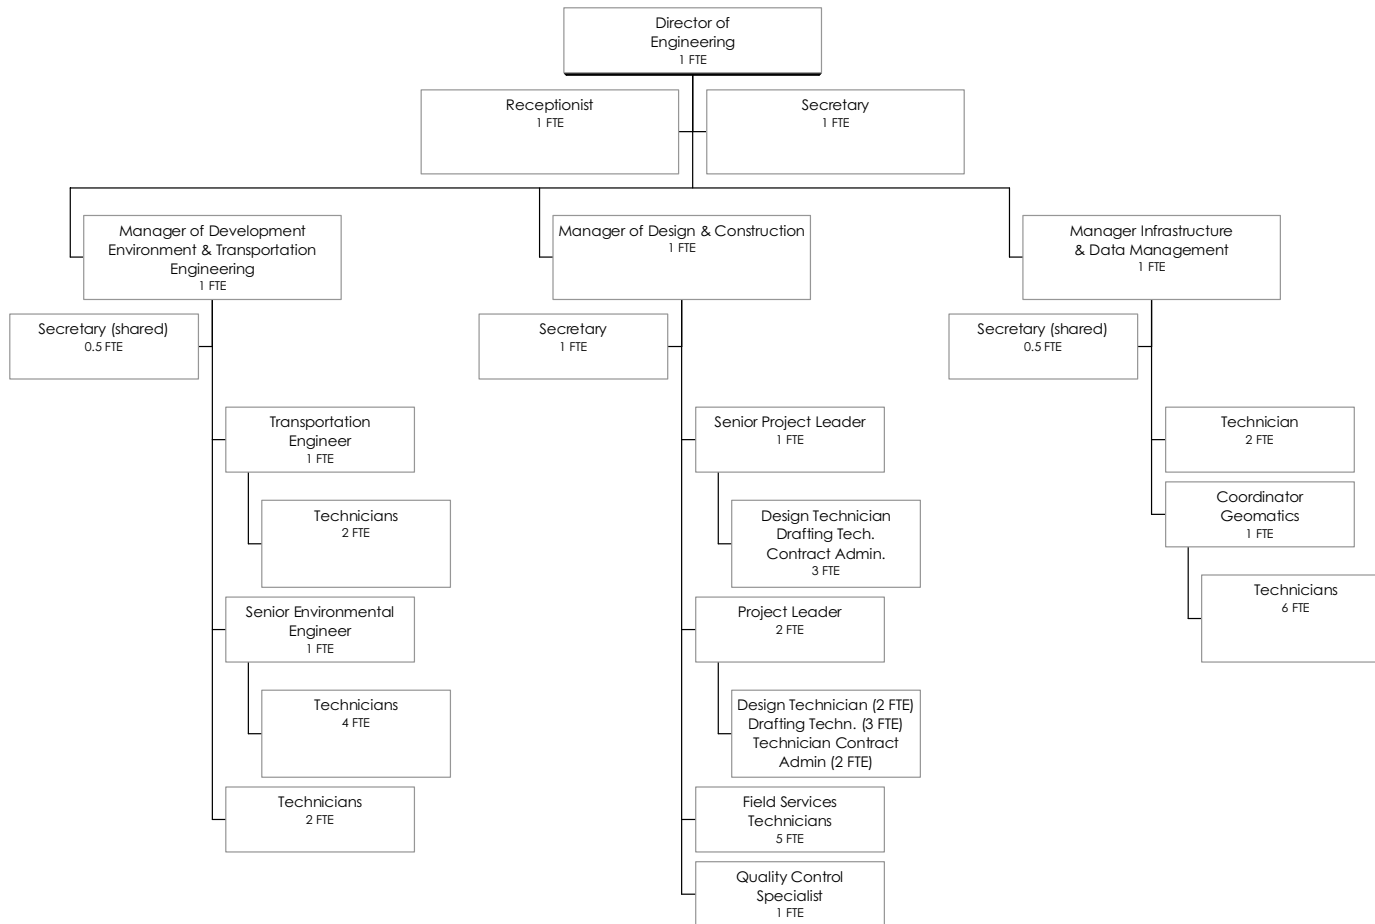 Director of
Engineering
1 FTE
Receptionist
1 FTE
Secretary
1 FTE
Manager of Development
Environment & Transportation
Engineering
1 FTE
Manager of Design & Construction
1 FTE
Manager Infrastructure
& Data Management
1 FTE
Secretary (shared)
0.5 FTE
Secretary
1 FTE
Secretary (shared)
0.5 FTE
Transportation
Engineer
1 FTE
Technicians
2 FTE
Senior Environmental
Engineer
1 FTE
Technicians
4 FTE
Technicians
2 FTE
Senior Project Leader
1 FTE
Design Technician
Drafting Tech.
Contract Admin.
3 FTE
Project Leader
2 FTE
Design Technician (2 FTE)
Drafting Techn. (3 FTE)
Technician Contract
Admin (2 FTE)
Field Services
Technicians
5 FTE
Quality Control
Specialist
1 FTE
Technician
2 FTE
Coordinator
Geomatics
1 FTE
Technicians
6 FTE